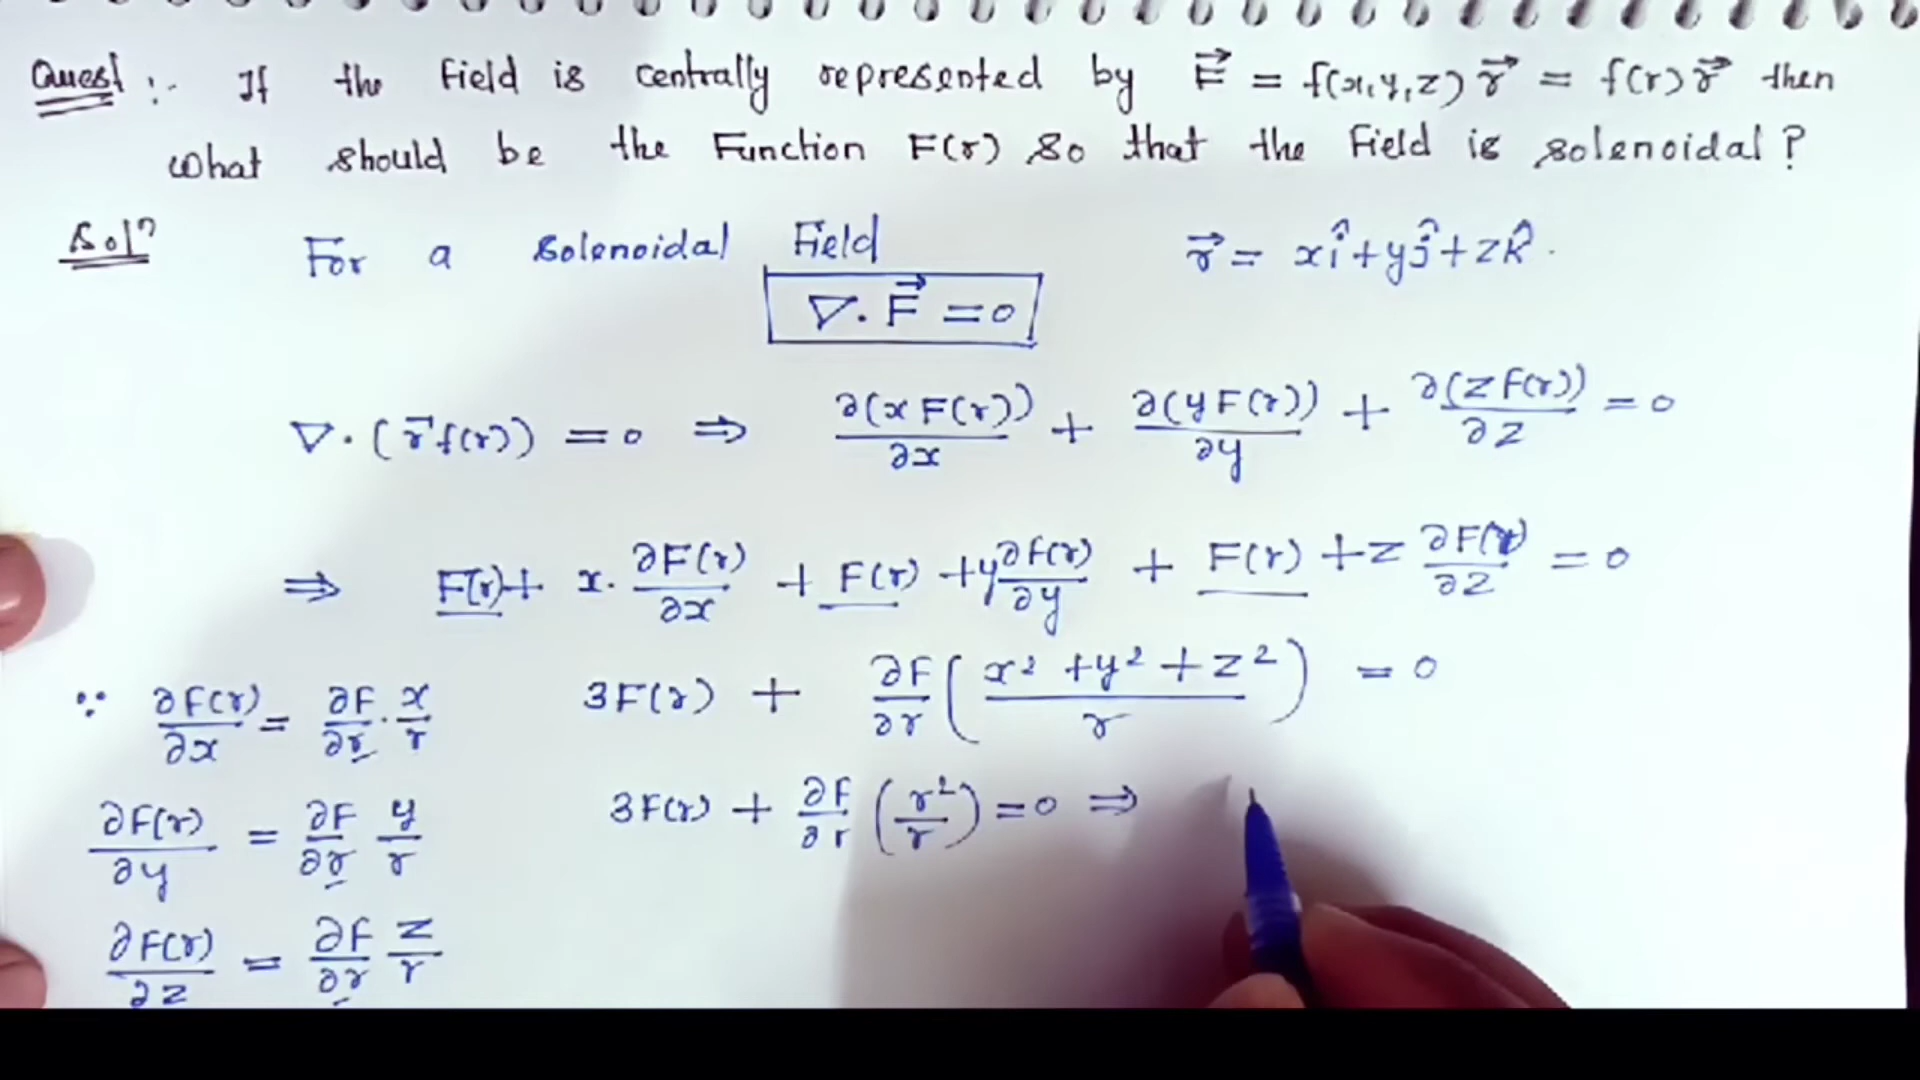 Quest :- If the Field is centrally represented by F⃗ = f(x,y,z) r⃗ = f(r) r⃗ then
what should be the Function F(r) so that the Field is solenoidal?
Solⁿ For a solenoidal Field r⃗ = xî+yĵ+zk̂.
∇·F⃗ = 0
∇·(r⃗ f(r)) = 0 ⇒ ∂(x F(r))/∂x + ∂(y F(r))/∂y + ∂(z F(r))/∂z = 0
⇒ F(r) + x·∂F(r)/∂x + F(r) + y ∂f(r)/∂y + F(r) + z ∂F(r)/∂z = 0
∵ ∂F(r)/∂x = ∂F/∂r · x/r 3F(r) + ∂F/∂r (x² + y² + z²/r) = 0
∂F(r)/∂y = ∂F/∂r y/r 3F(r) + ∂F/∂r (r²/r) = 0 ⇒
∂F(r)/∂z = ∂F/∂r z/r